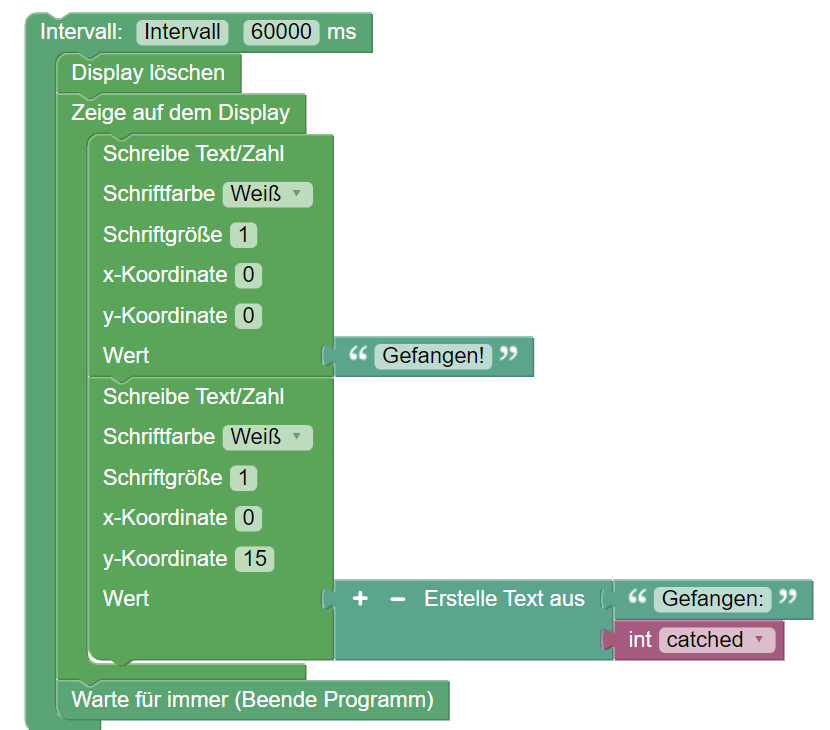 Intervall: Intervall 60000 ms
Display löschen
Zeige auf dem Display
Schreibe Text/Zahl
Schriftfarbe Weiß
Schriftgröße 1
x-Koordinate 0
y-Koordinate 0
Wert “ Gefangen! ”
Schreibe Text/Zahl
Schriftfarbe Weiß
Schriftgröße 1
x-Koordinate 0
y-Koordinate 15
Wert + − Erstelle Text aus “ Gefangen: ”
int catched
Warte für immer (Beende Programm)